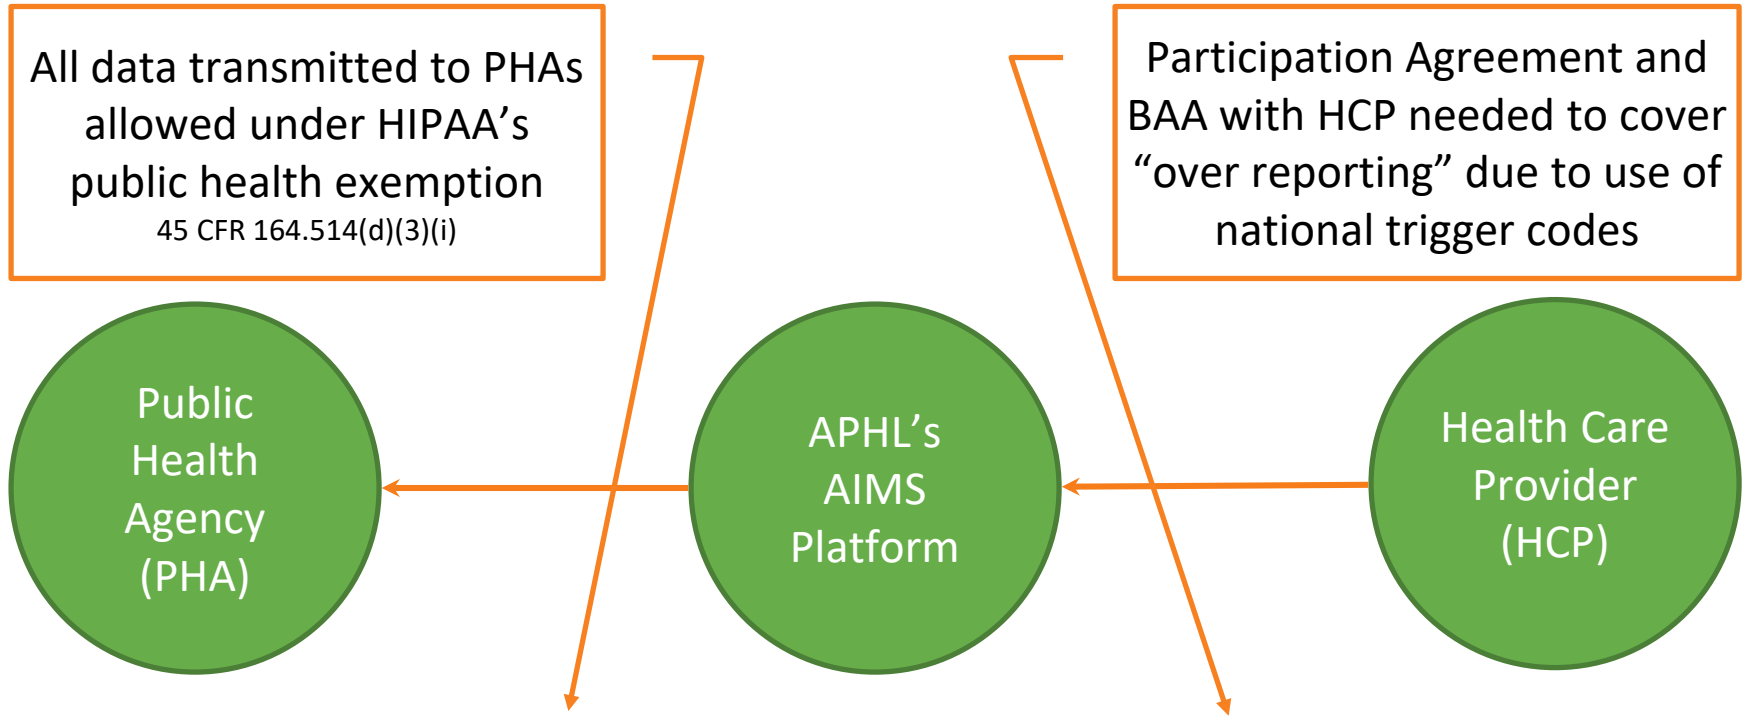 All data transmitted to PHAs
allowed under HIPAA’s
public health exemption
45 CFR 164.514(d)(3)(i)
Participation Agreement and
BAA with HCP needed to cover
“over reporting” due to use of
national trigger codes
Public
Health
Agency
(PHA)
APHL’s
AIMS
Platform
Health Care
Provider
(HCP)